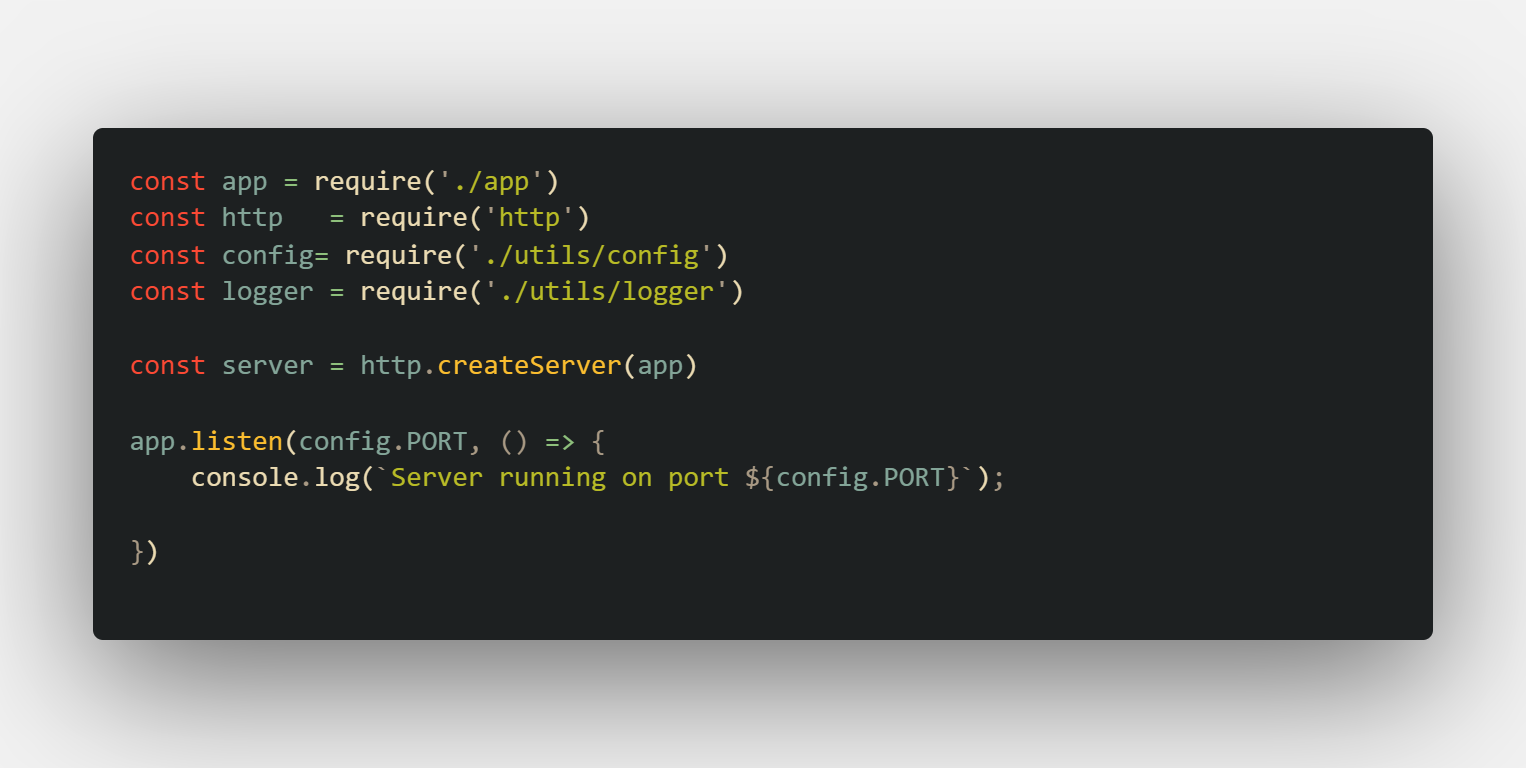 const app = require('./app')
const http   = require('http')
const config= require('./utils/config')
const logger = require('./utils/logger')

const server = http.createServer(app)

app.listen(config.PORT, () => {
    console.log(`Server running on port ${config.PORT}`);

})